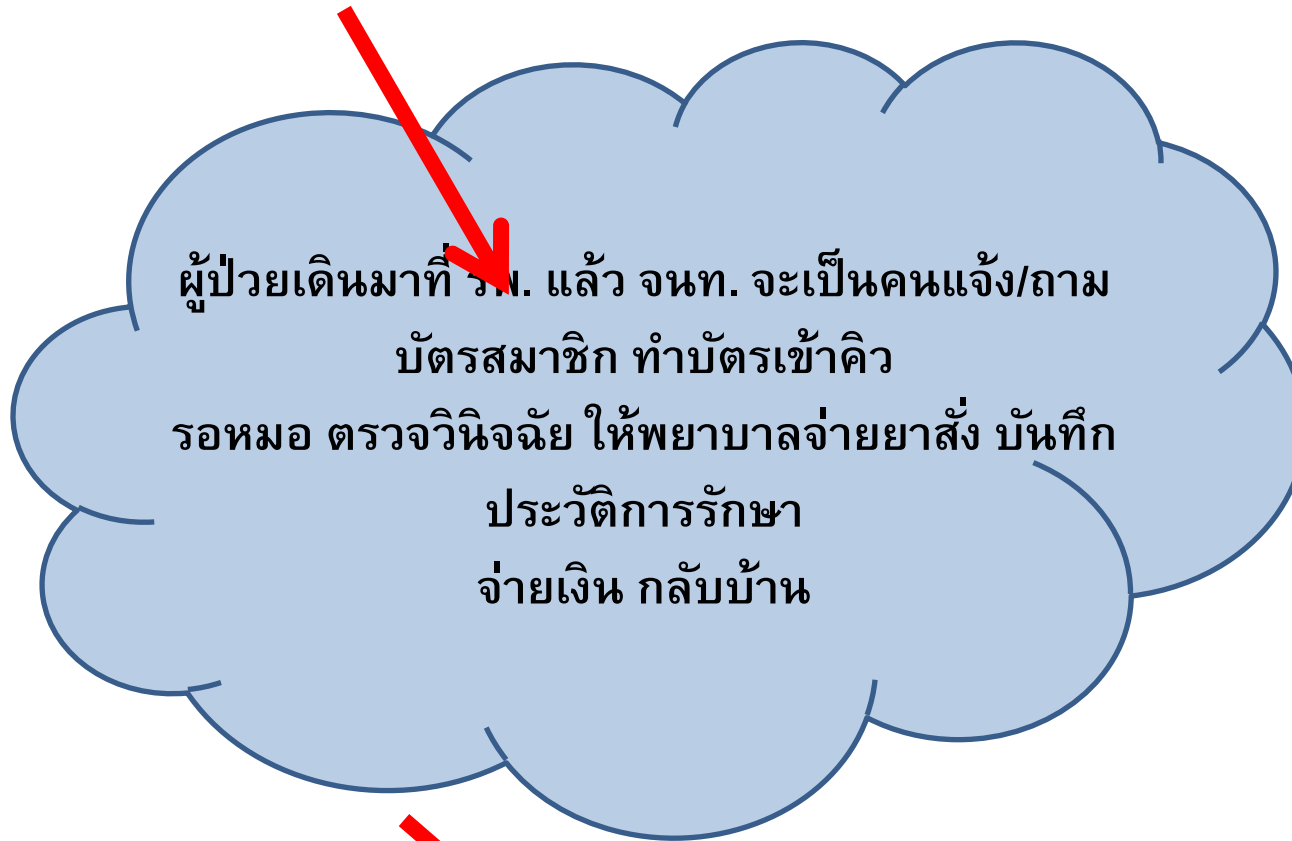 ผู้ป่วยเดินมาที่ รพ. แล้ว จนท. จะเป็นคนแจ้ง/ถาม
บัตรสมาชิก ทำบัตรเข้าคิว
รอหมอ ตรวจวินิจฉัย ให้พยาบาลจ่ายยาสั่ง บันทึก
ประวัติการรักษา
จ่ายเงิน กลับบ้าน